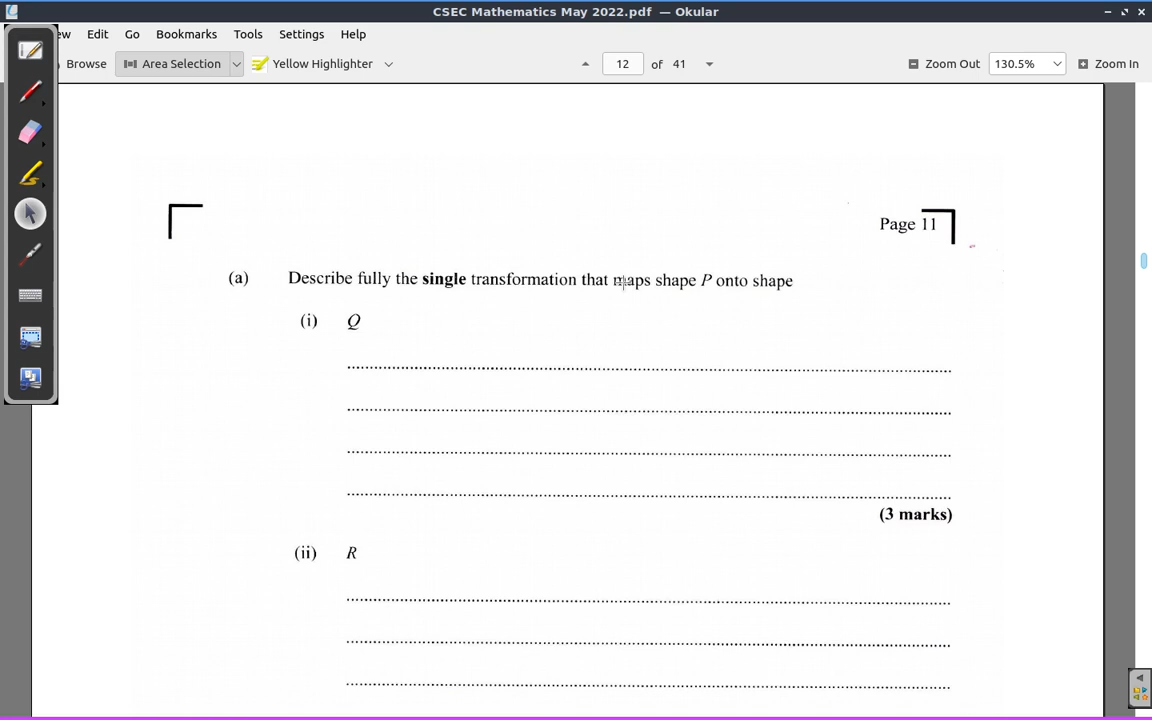 CSEC Mathematics May 2022.pdf — Okular
ew Edit Go Bookmarks Tools Settings Help
Browse Area Selection Yellow Highlighter 12 of 41 Zoom Out 130.5% Zoom In
Page 11
(a) Describe fully the single transformation that maps shape P onto shape
(i) Q
(3 marks)
(ii) R